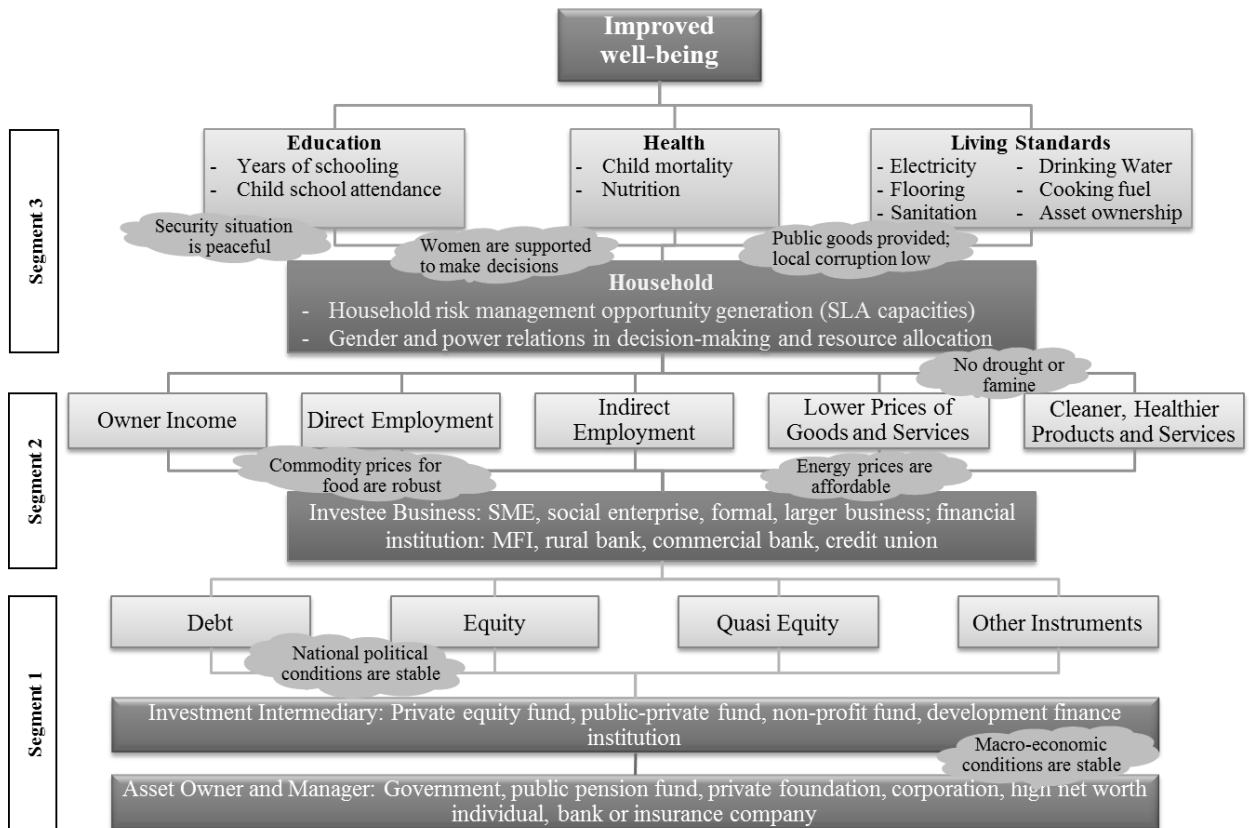 Improved
well-being
Segment 3
Education
- Years of schooling
- Child school attendance
Health
- Child mortality
- Nutrition
Living Standards
- Electricity
- Flooring
- Sanitation
- Drinking Water
- Cooking fuel
- Asset ownership
Security situation
is peaceful
Women are supported
to make decisions
Public goods provided;
local corruption low
Household
- Household risk management opportunity generation (SLA capacities)
- Gender and power relations in decision-making and resource allocation
No drought or
famine
Segment 2
Owner Income
Direct Employment
Indirect
Employment
Lower Prices of
Goods and Services
Cleaner, Healthier
Products and Services
Commodity prices for
food are robust
Energy prices are
affordable
Investee Business: SME, social enterprise, formal, larger business; financial
institution: MFI, rural bank, commercial bank, credit union
Segment 1
Debt
Equity
Quasi Equity
Other Instruments
National political
conditions are stable
Investment Intermediary: Private equity fund, public-private fund, non-profit fund, development finance
institution
Macro-economic
conditions are stable
Asset Owner and Manager: Government, public pension fund, private foundation, corporation, high net worth
individual, bank or insurance company